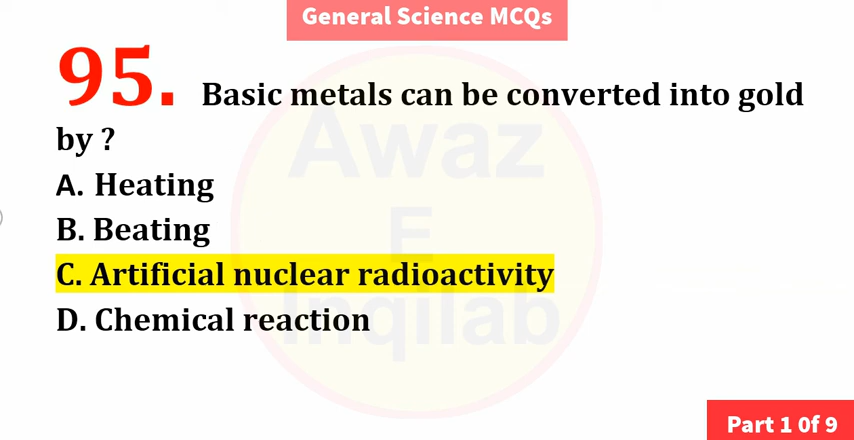 General Science MCQs
95. Basic metals can be converted into gold
by ?
A. Heating
B. Beating
C. Artificial nuclear radioactivity
D. Chemical reaction
Awaz
E
Inqilab
Part 1 0f 9